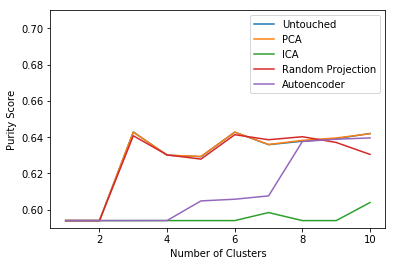 Untouched
PCA
ICA
Random Projection
Autoencoder
Purity Score
0.70
0.68
0.66
0.64
0.62
0.60
2 4 6 8 10
Number of Clusters